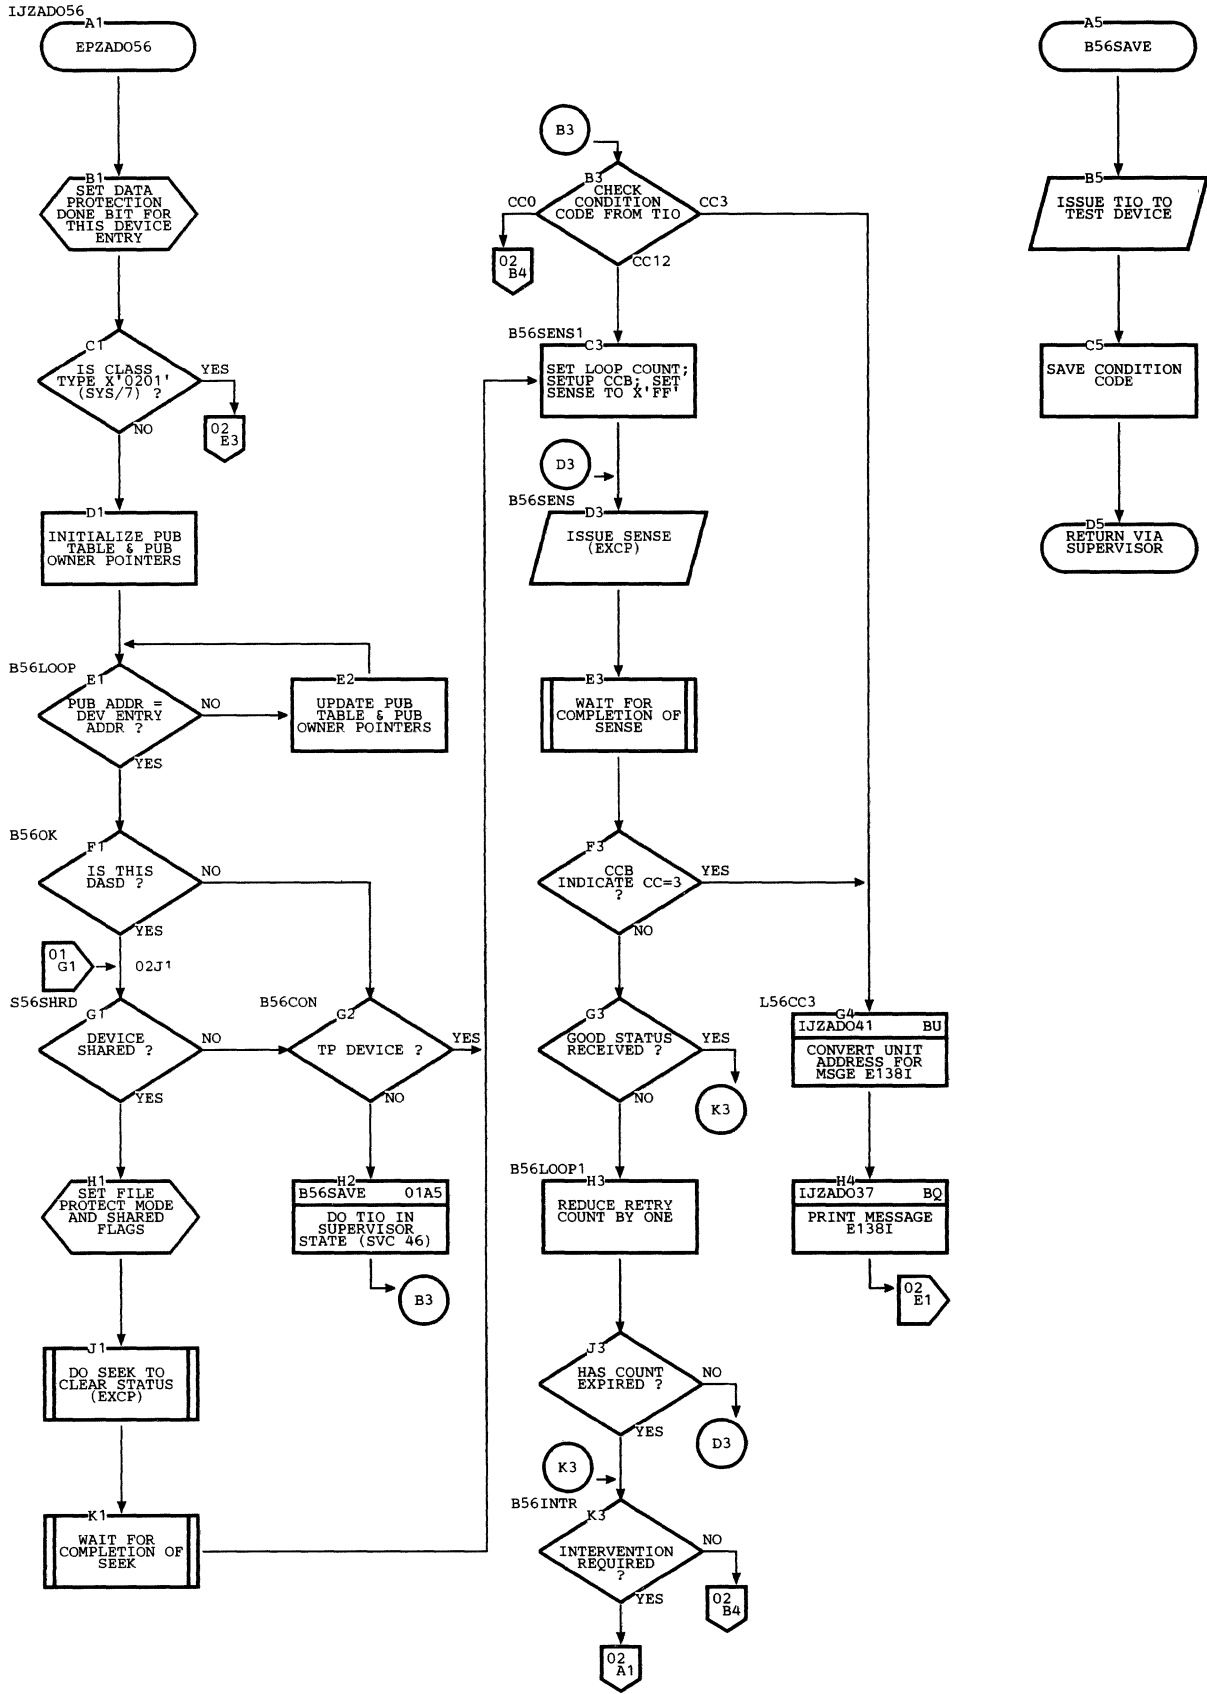 IJZADO56
A1
EPZADO56
B1
SET DATA
PROTECTION
DONE BIT FOR
THIS DEVICE
ENTRY
C1
IS CLASS
TYPE X'0201'
(SYS/7) ?
YES
02
E3
NO
D1
INITIALIZE PUB
TABLE & PUB
OWNER POINTERS
B56LOOP
E1
PUB ADDR =
DEV ENTRY
ADDR ?
NO
YES
E2
UPDATE PUB
TABLE & PUB
OWNER POINTERS
B56OK
F1
IS THIS
DASD ?
NO
YES
01
G1
02J1
S56SHRD
G1
DEVICE
SHARED ?
NO
YES
B56CON
G2
TP DEVICE ?
YES
NO
H1
SET FILE
PROTECT MODE
AND SHARED
FLAGS
H2
B56SAVE 01A5
DO TIO IN
SUPERVISOR
STATE (SVC 46)
B3
J1
DO SEEK TO
CLEAR STATUS
(EXCP)
K1
WAIT FOR
COMPLETION OF
SEEK
B3
B3
CHECK
CONDITION
CODE FROM TIO
CC0
CC3
02
B4
CC12
B56SENS1
C3
SET LOOP COUNT;
SETUP CCB; SET
SENSE TO X'FF'
D3
B56SENS
D3
ISSUE SENSE
(EXCP)
E3
WAIT FOR
COMPLETION OF
SENSE
F3
CCB
INDICATE CC=3
?
YES
NO
G3
GOOD STATUS
RECEIVED ?
YES
K3
NO
B56LOOP1
H3
REDUCE RETRY
COUNT BY ONE
J3
HAS COUNT
EXPIRED ?
NO
D3
YES
K3
B56INTR
K3
INTERVENTION
REQUIRED
?
NO
02
B4
YES
02
A1
L56CC3
G4
IJZADO41 BU
CONVERT UNIT
ADDRESS FOR
MSGE E138I
H4
IJZADO37 BQ
PRINT MESSAGE
E138I
02
E1
A5
B56SAVE
B5
ISSUE TIO TO
TEST DEVICE
C5
SAVE CONDITION
CODE
D5
RETURN VIA
SUPERVISOR